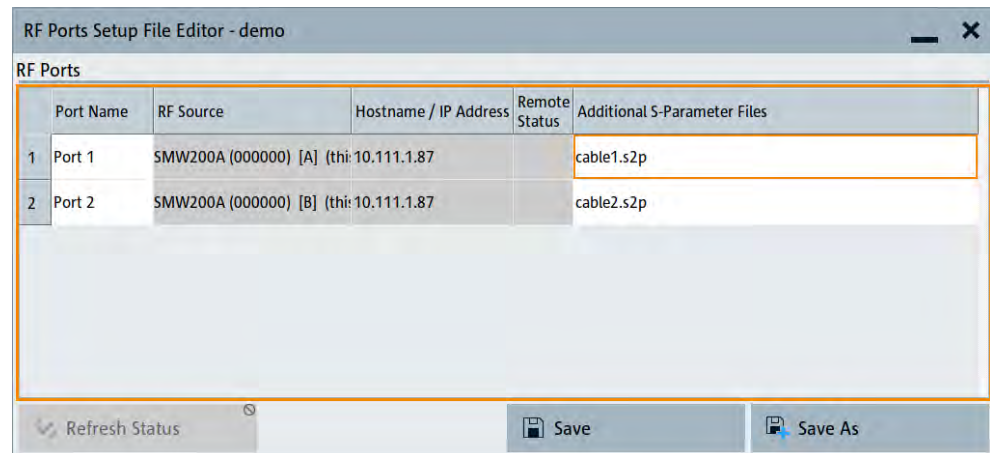 RF Ports Setup File Editor - demo
RF Ports
Port Name RF Source Hostname / IP Address Remote Status Additional S-Parameter Files
1 Port 1 SMW200A (000000) [A] (this 10.111.1.87 cable1.s2p
2 Port 2 SMW200A (000000) [B] (this 10.111.1.87 cable2.s2p
Refresh Status Save Save As